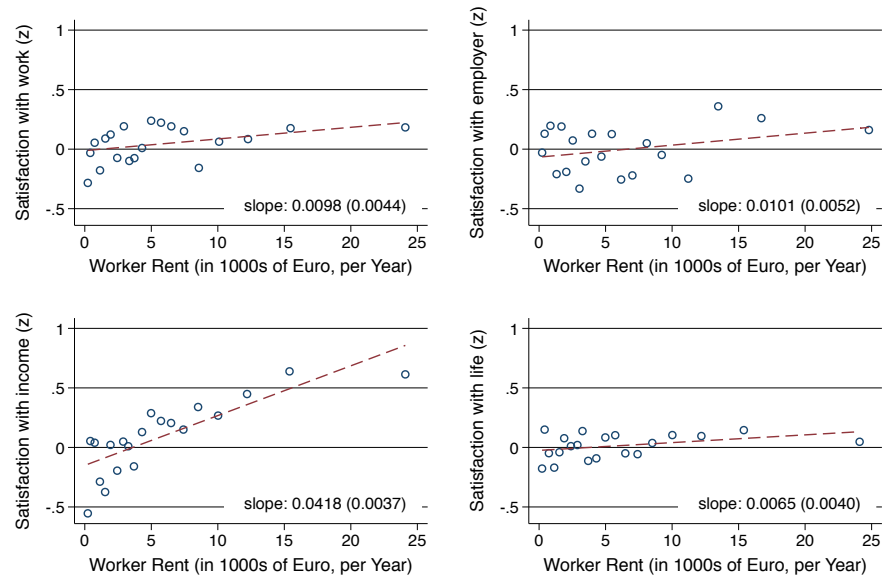 Satisfaction with work (z)
1
.5
0
-.5
slope: 0.0098 (0.0044)
0 5 10 15 20 25
Worker Rent (in 1000s of Euro, per Year)
Satisfaction with employer (z)
1
.5
0
-.5
slope: 0.0101 (0.0052)
0 5 10 15 20 25
Worker Rent (in 1000s of Euro, per Year)
Satisfaction with income (z)
1
.5
0
-.5
slope: 0.0418 (0.0037)
0 5 10 15 20 25
Worker Rent (in 1000s of Euro, per Year)
Satisfaction with life (z)
1
.5
0
-.5
slope: 0.0065 (0.0040)
0 5 10 15 20 25
Worker Rent (in 1000s of Euro, per Year)